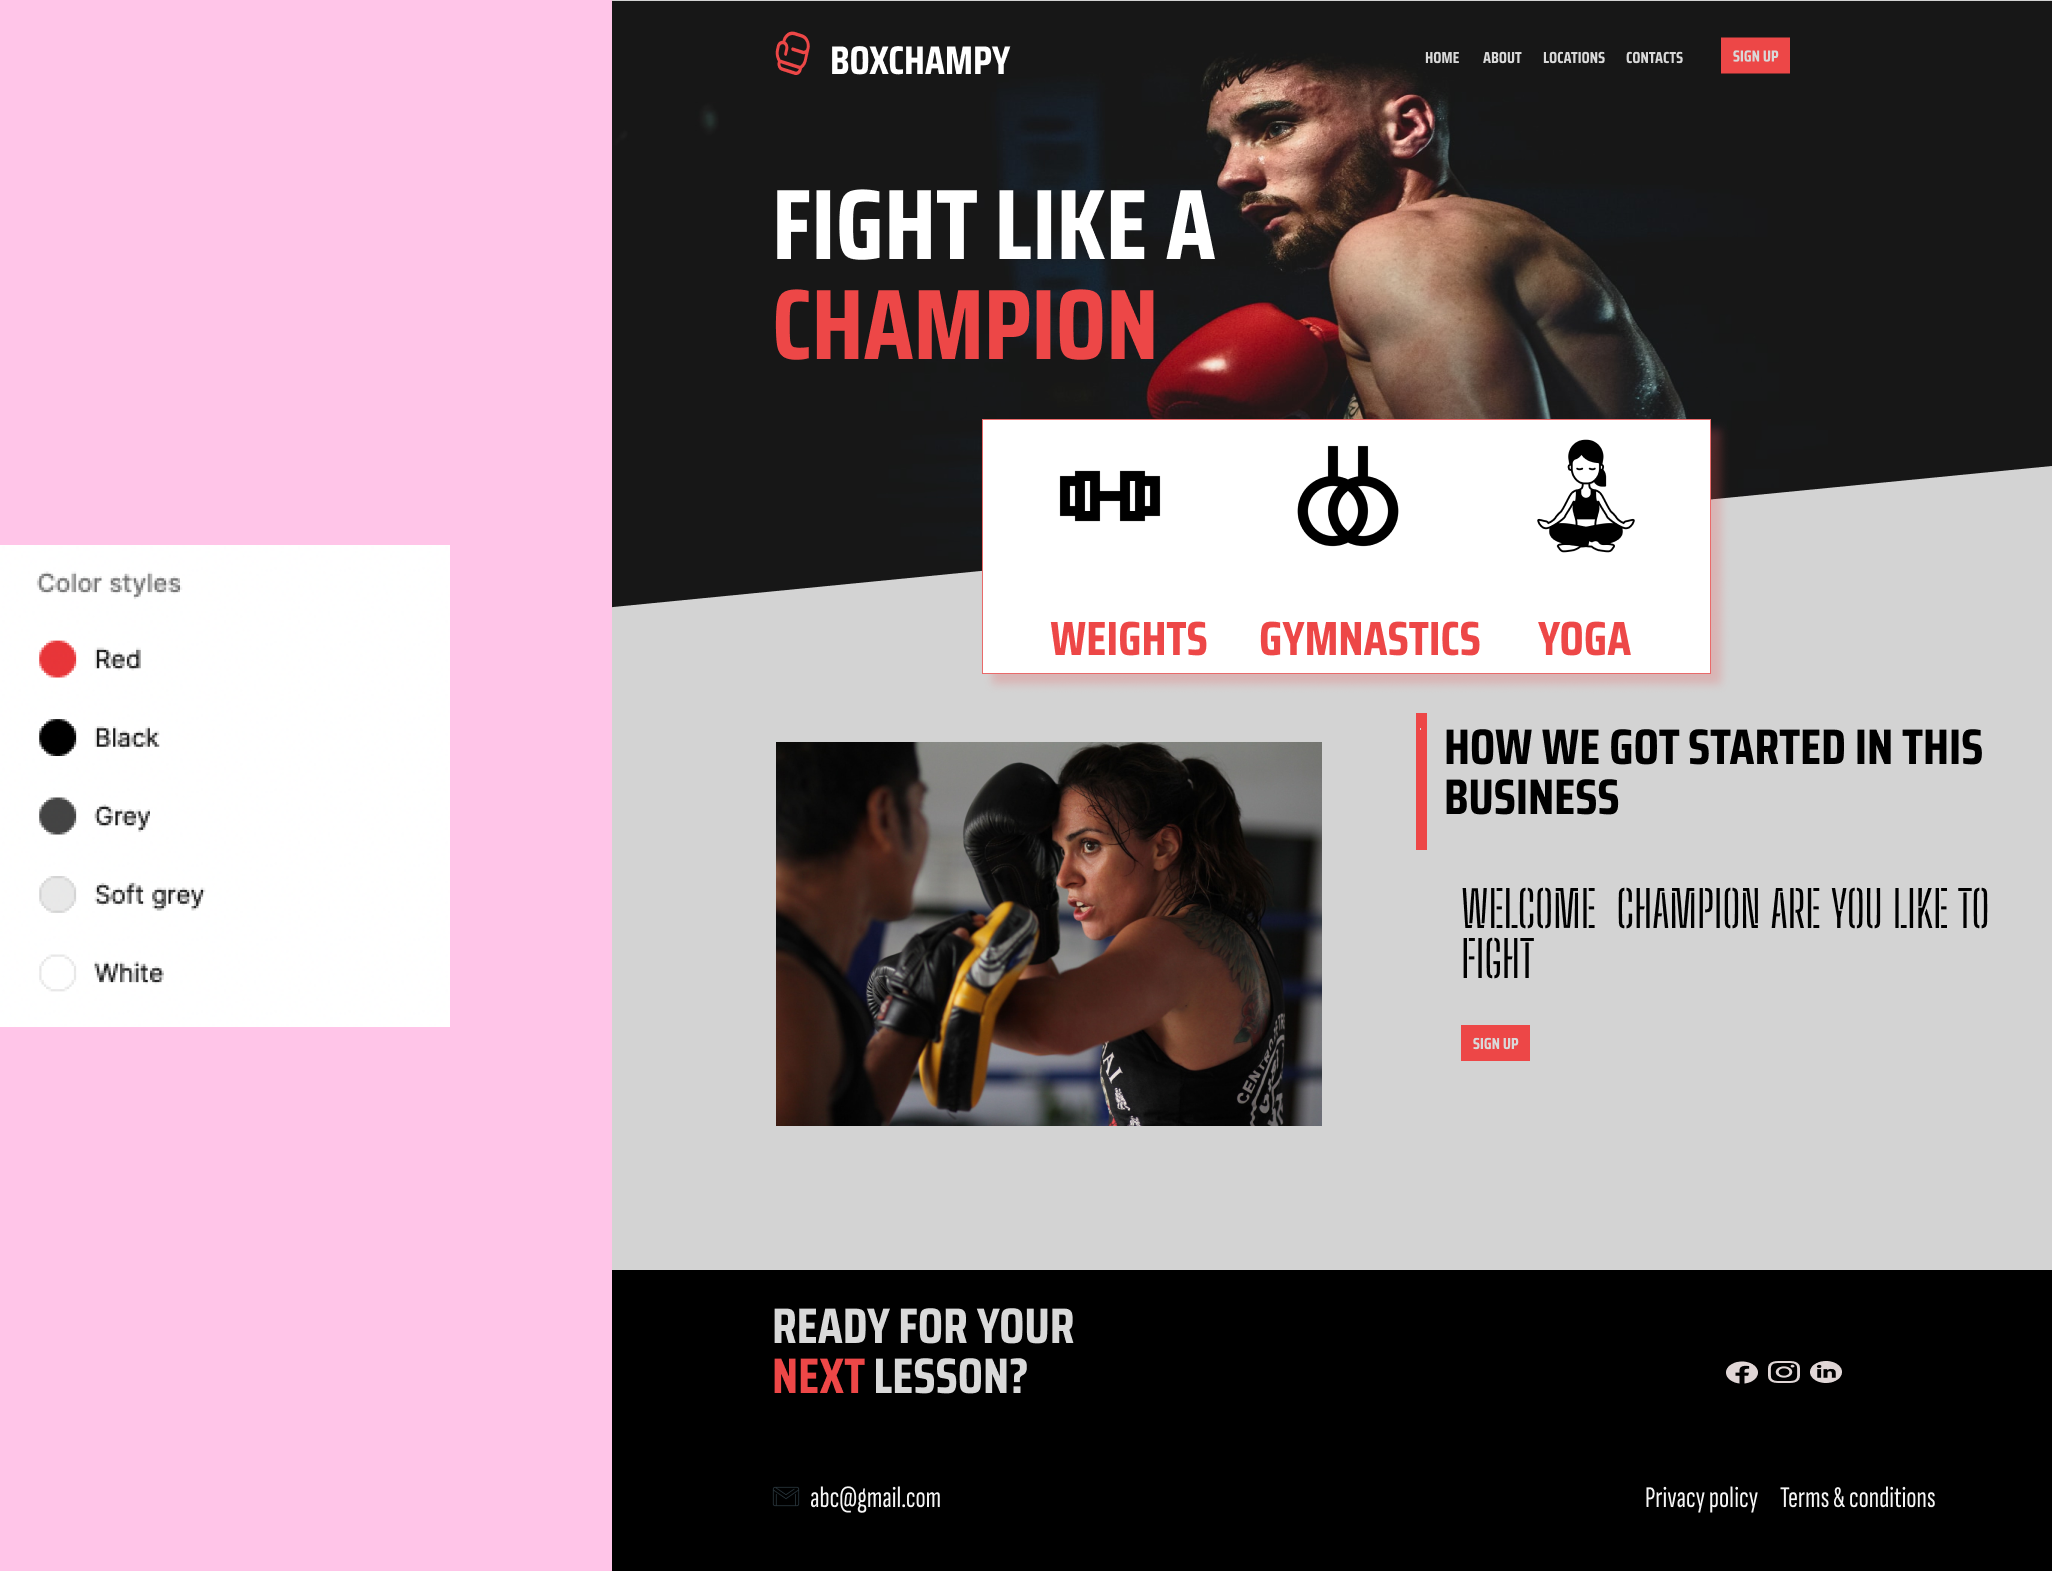 Color styles
Red
Black
Grey
Soft grey
White
BOXCHAMPY
HOME ABOUT LOCATIONS CONTACTS SIGN UP
FIGHT LIKE A
CHAMPION
WEIGHTS GYMNASTICS YOGA
HOW WE GOT STARTED IN THIS
BUSINESS
WELCOME CHAMPION ARE YOU LIKE TO
FIGHT
SIGN UP
READY FOR YOUR
NEXT LESSON?
abc@gmail.com
Privacy policy Terms & conditions